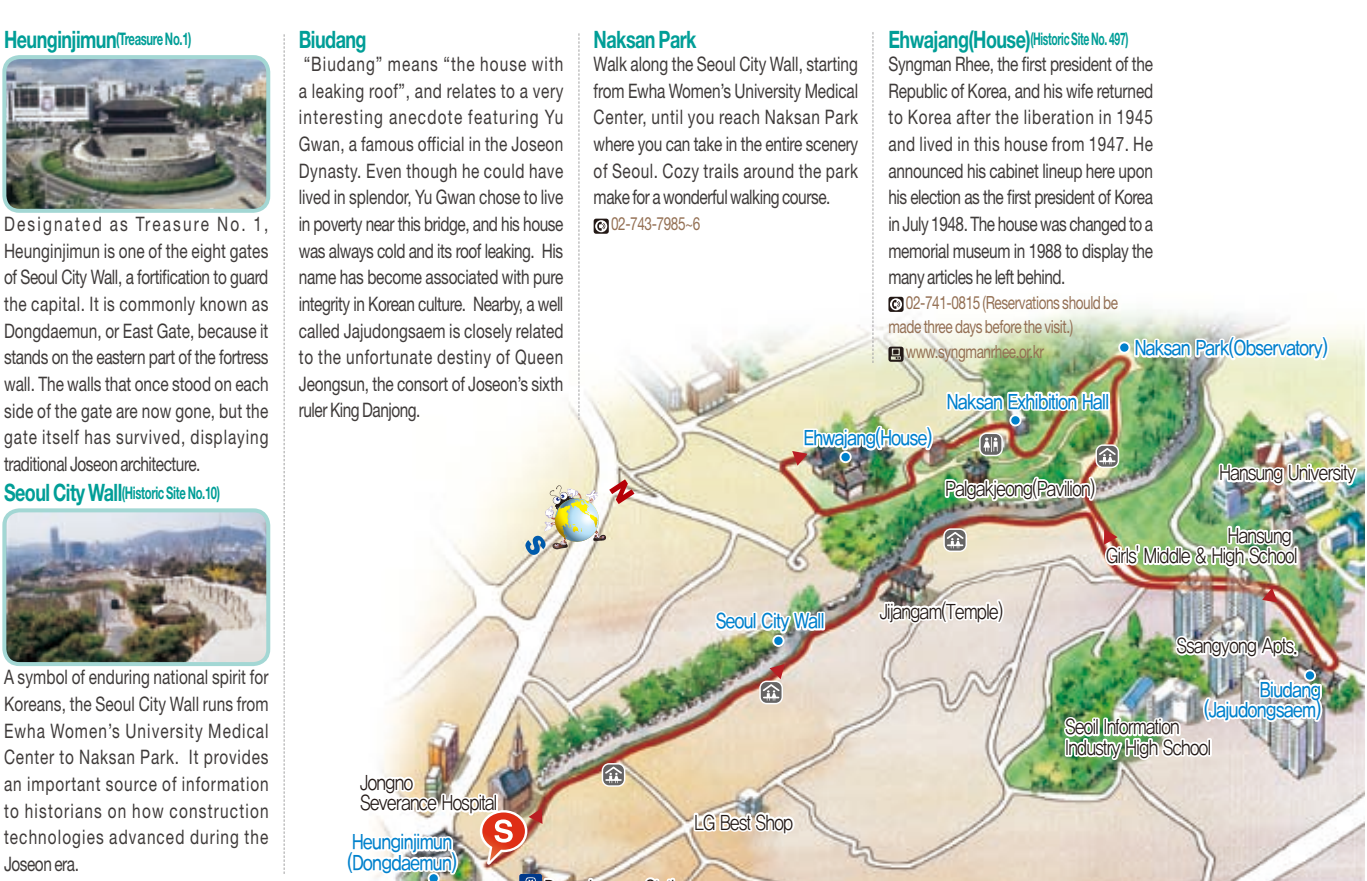 Heunginjimun(Treasure No.1)
Designated as Treasure No. 1,
Heunginjimun is one of the eight gates
of Seoul City Wall, a fortification to guard
the capital. It is commonly known as
Dongdaemun, or East Gate, because it
stands on the eastern part of the fortress
wall. The walls that once stood on each
side of the gate are now gone, but the
gate itself has survived, displaying
traditional Joseon architecture.
Seoul City Wall(Historic Site No.10)
A symbol of enduring national spirit for
Koreans, the Seoul City Wall runs from
Ewha Women's University Medical
Center to Naksan Park. It provides
an important source of information
to historians on how construction
technologies advanced during the
Joseon era.
Biudang
"Biudang" means "the house with
a leaking roof", and relates to a very
interesting anecdote featuring Yu
Gwan, a famous official in the Joseon
Dynasty. Even though he could have
lived in splendor, Yu Gwan chose to live
in poverty near this bridge, and his house
was always cold and its roof leaking. His
name has become associated with pure
integrity in Korean culture. Nearby, a well
called Jajudongsaem is closely related
to the unfortunate destiny of Queen
Jeongsun, the consort of Joseon's sixth
ruler King Danjong.
Naksan Park
Walk along the Seoul City Wall, starting
from Ewha Women's University Medical
Center, until you reach Naksan Park
where you can take in the entire scenery
of Seoul. Cozy trails around the park
make for a wonderful walking course.
02-743-7985~6
Ehwajang(House)(Historic Site No. 497)
Syngman Rhee, the first president of the
Republic of Korea, and his wife returned
to Korea after the liberation in 1945
and lived in this house from 1947. He
announced his cabinet lineup here upon
his election as the first president of Korea
in July 1948. The house was changed to a
memorial museum in 1988 to display the
many articles he left behind.
02-741-0815 (Reservations should be
made three days before the visit.)
www.syngmanrhee.or.kr
Naksan Park(Observatory)
Naksan Exhibition Hall
Ehwajang(House)
Hansung University
Palgakjeong(Pavilion)
N
S
Hansung
Girls' Middle & High School
Jijangam(Temple)
Seoul City Wall
Ssangyong Apts.
Biudang
(Jajudongsaem)
Seoil Information
Industry High School
Jongno
Severance Hospital
LG Best Shop
S
Heunginjimun
(Dongdaemun)